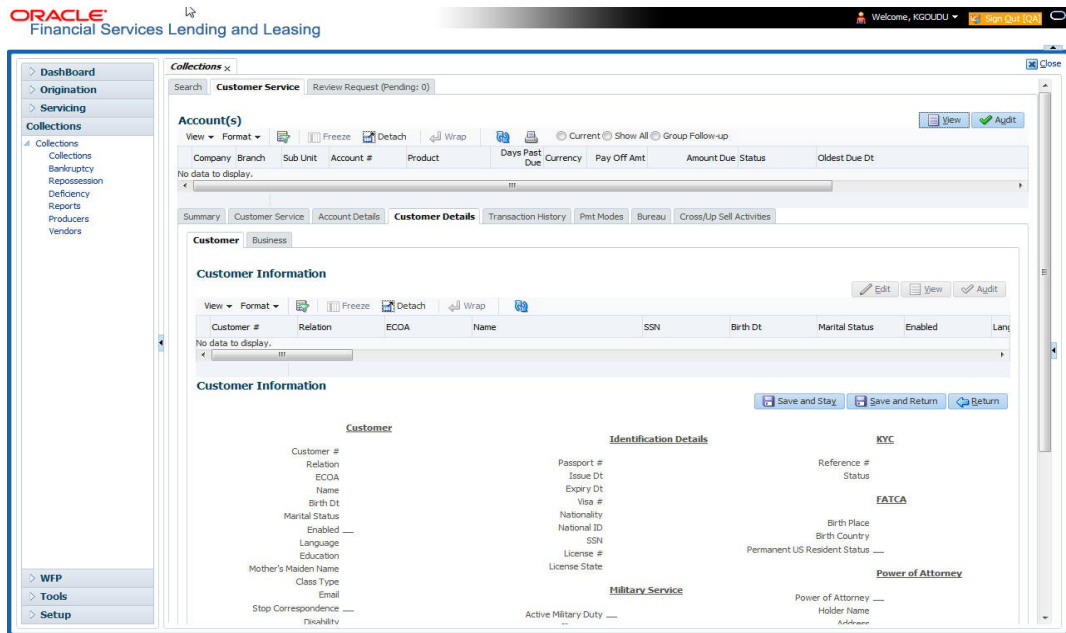 ORACLE®
Financial Services Lending and Leasing
Welcome, KGOUDU
Sign Out [QA]
Close
DashBoard
Origination
Servicing
Collections
Collections
Collections
Bankruptcy
Repossession
Deficiency
Reports
Producers
Vendors
WFP
Tools
Setup
Collections x
Search Customer Service Review Request (Pending: 0)
Account(s)
View Audit
View Format Freeze Detach Wrap Current Show All Group Follow-up
Company Branch Sub Unit Account # Product Days Past Due Currency Pay Off Amt Amount Due Status Oldest Due Dt
No data to display.
Summary Customer Service Account Details Customer Details Transaction History Pmt Modes Bureau Cross/Up Sell Activities
Customer Business
Customer Information
Edit View Audit
View Format Freeze Detach Wrap
Customer # Relation ECOA Name SSN Birth Dt Marital Status Enabled Lang
No data to display.
Customer Information
Save and Stay Save and Return Return
Customer
Customer #
Relation
ECOA
Name
Birth Dt
Marital Status
Enabled
Language
Education
Mother's Maiden Name
Class Type
Email
Stop Correspondence
Disability
Identification Details
Passport #
Issue Dt
Expiry Dt
Visa #
Nationality
National ID
SSN
License #
License State
Military Service
Active Military Duty
KYC
Reference #
Status
FATCA
Birth Place
Birth Country
Permanent US Resident Status
Power of Attorney
Power of Attorney
Holder Name
Address